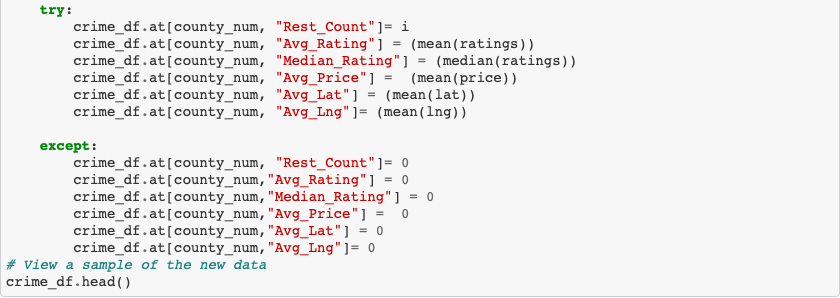 try:
crime_df.at[county_num, "Rest_Count"]= i
crime_df.at[county_num, "Avg_Rating"] = (mean(ratings))
crime_df.at[county_num, "Median_Rating"] = (median(ratings))
crime_df.at[county_num, "Avg_Price"] =  (mean(price))
crime_df.at[county_num, "Avg_Lat"] = (mean(lat))
crime_df.at[county_num, "Avg_Lng"]= (mean(lng))
except:
crime_df.at[county_num, "Rest_Count"]= 0
crime_df.at[county_num,"Avg_Rating"] = 0
crime_df.at[county_num,"Median_Rating"] = 0
crime_df.at[county_num,"Avg_Price"] =  0
crime_df.at[county_num,"Avg_Lat"] = 0
crime_df.at[county_num,"Avg_Lng"]= 0
# View a sample of the new data
crime_df.head()